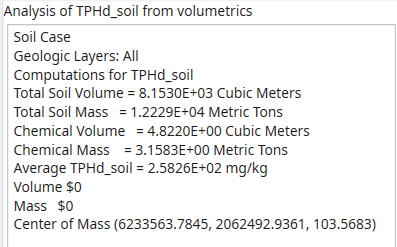 Analysis of TPHd_soil from volumetrics
Soil Case
Geologic Layers: All
Computations for TPHd_soil
Total Soil Volume = 8.1530E+03 Cubic Meters
Total Soil Mass   = 1.2229E+04 Metric Tons
Chemical Volume   = 4.8220E+00 Cubic Meters
Chemical Mass    = 3.1583E+00 Metric Tons
Average TPHd_soil = 2.5826E+02 mg/kg
Volume $0
Mass   $0
Center of Mass (6233563.7845, 2062492.9361, 103.5683)